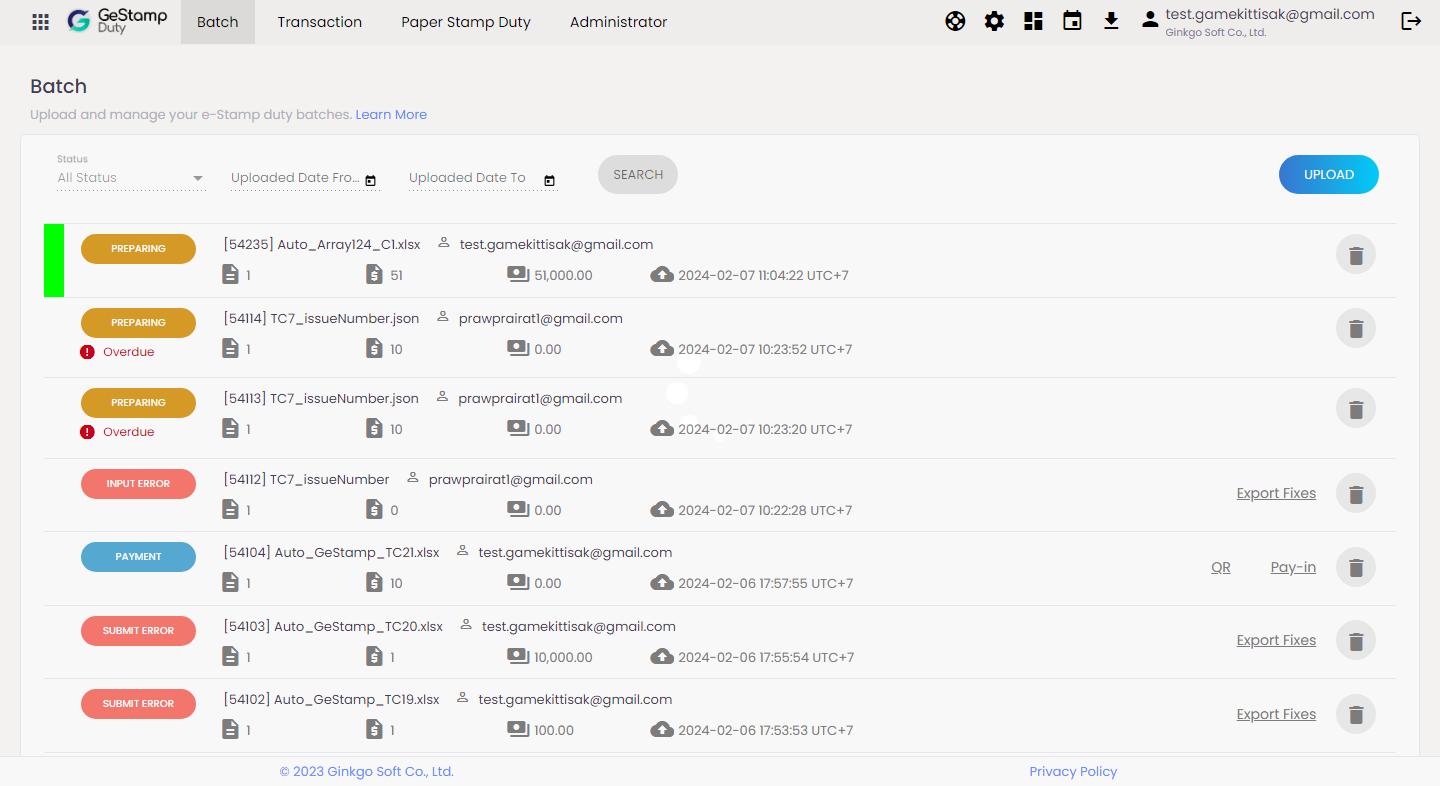 GeStamp
Duty
Batch
Transaction
Paper Stamp Duty
Administrator
test.gamekittisak@gmail.com
Ginkgo Soft Co., Ltd.
Batch
Upload and manage your e-Stamp duty batches. Learn More
Status
All Status
Uploaded Date Fro...
Uploaded Date To
SEARCH
UPLOAD
PREPARING
[54235] Auto_Array124_C1.xlsx test.gamekittisak@gmail.com
1 51 51,000.00 2024-02-07 11:04:22 UTC+7
PREPARING
Overdue
[54114] TC7_issueNumber.json prawprairat1@gmail.com
1 10 0.00 2024-02-07 10:23:52 UTC+7
PREPARING
Overdue
[54113] TC7_issueNumber.json prawprairat1@gmail.com
1 10 0.00 2024-02-07 10:23:20 UTC+7
INPUT ERROR
[54112] TC7_issueNumber prawprairat1@gmail.com
1 0 0.00 2024-02-07 10:22:28 UTC+7
Export Fixes
PAYMENT
[54104] Auto_GeStamp_TC21.xlsx test.gamekittisak@gmail.com
1 10 0.00 2024-02-06 17:57:55 UTC+7
QR Pay-in
SUBMIT ERROR
[54103] Auto_GeStamp_TC20.xlsx test.gamekittisak@gmail.com
1 1 10,000.00 2024-02-06 17:55:54 UTC+7
Export Fixes
SUBMIT ERROR
[54102] Auto_GeStamp_TC19.xlsx test.gamekittisak@gmail.com
1 1 100.00 2024-02-06 17:53:53 UTC+7
Export Fixes
© 2023 Ginkgo Soft Co., Ltd.
Privacy Policy